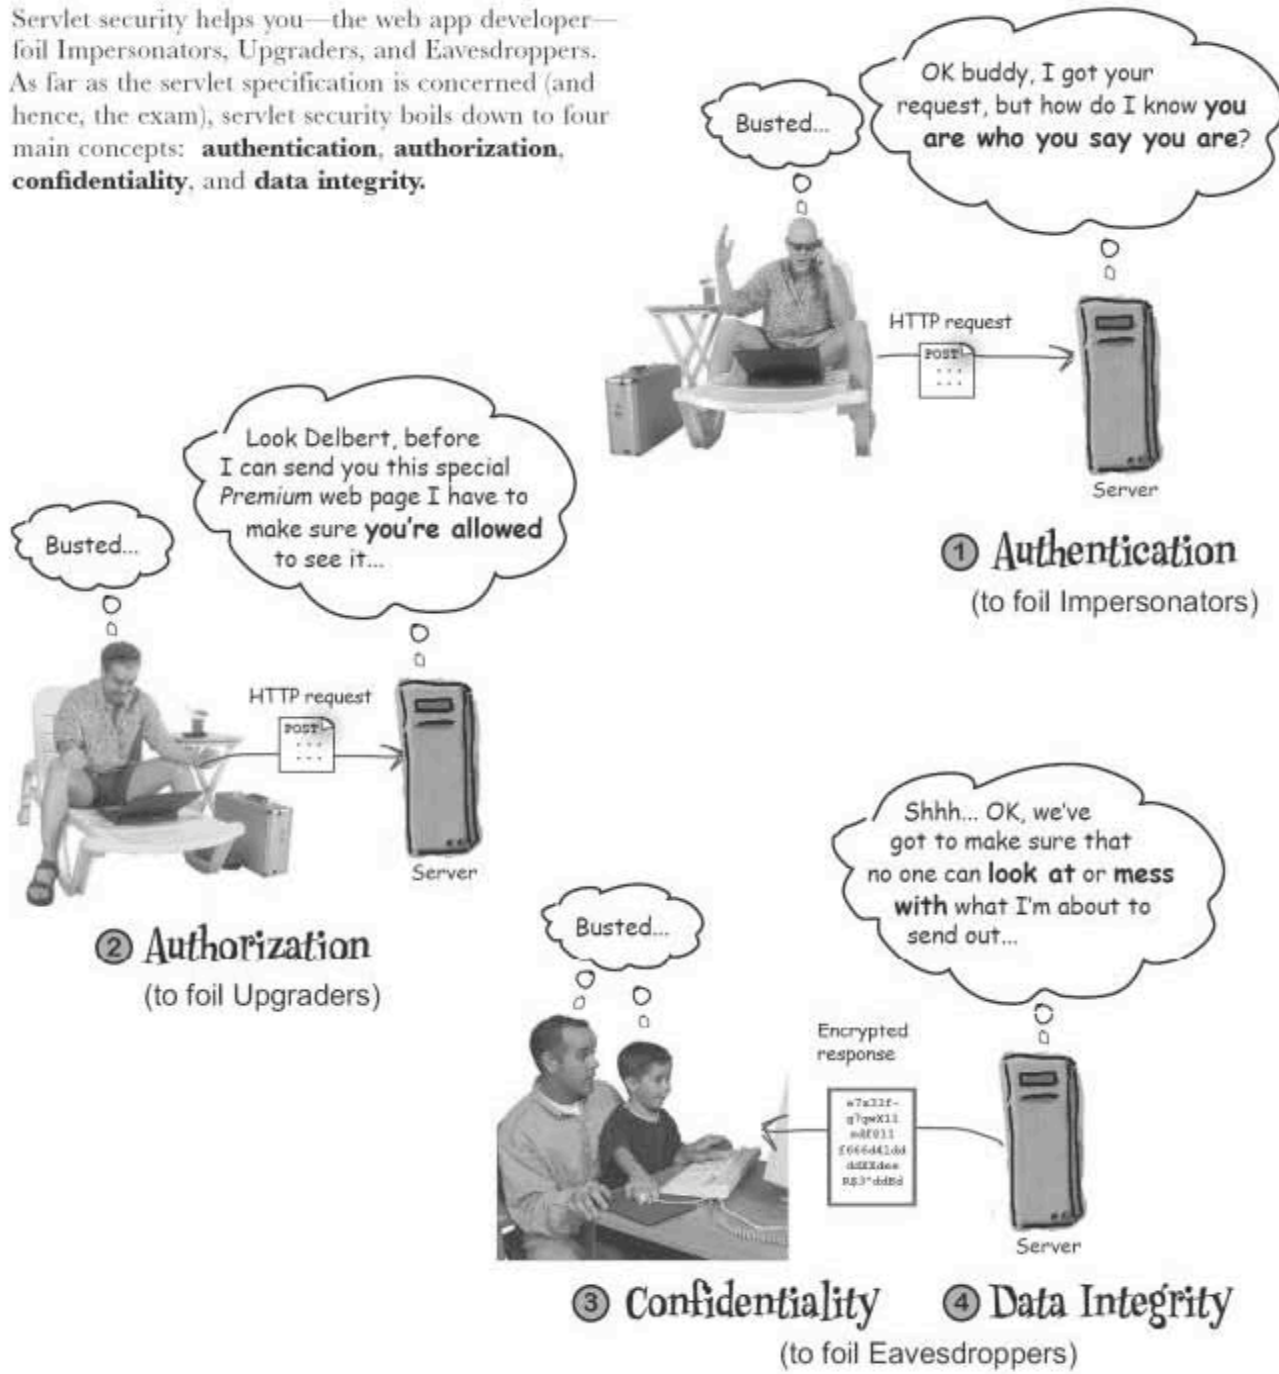 Servlet security helps you—the web app developer—
foil Impersonators, Upgraders, and Eavesdroppers.
As far as the servlet specification is concerned (and
hence, the exam), servlet security boils down to four
main concepts: authentication, authorization,
confidentiality, and data integrity.
Busted...
OK buddy, I got your
request, but how do I know you
are who you say you are?
HTTP request
POST
Server
1 Authentication
(to foil Impersonators)
Busted...
Look Delbert, before
I can send you this special
Premium web page I have to
make sure you're allowed
to see it...
HTTP request
POST
Server
2 Authorization
(to foil Upgraders)
Busted...
Shhh... OK, we've
got to make sure that
no one can look at or mess
with what I'm about to
send out...
Encrypted
response
Server
3 Confidentiality
4 Data Integrity
(to foil Eavesdroppers)